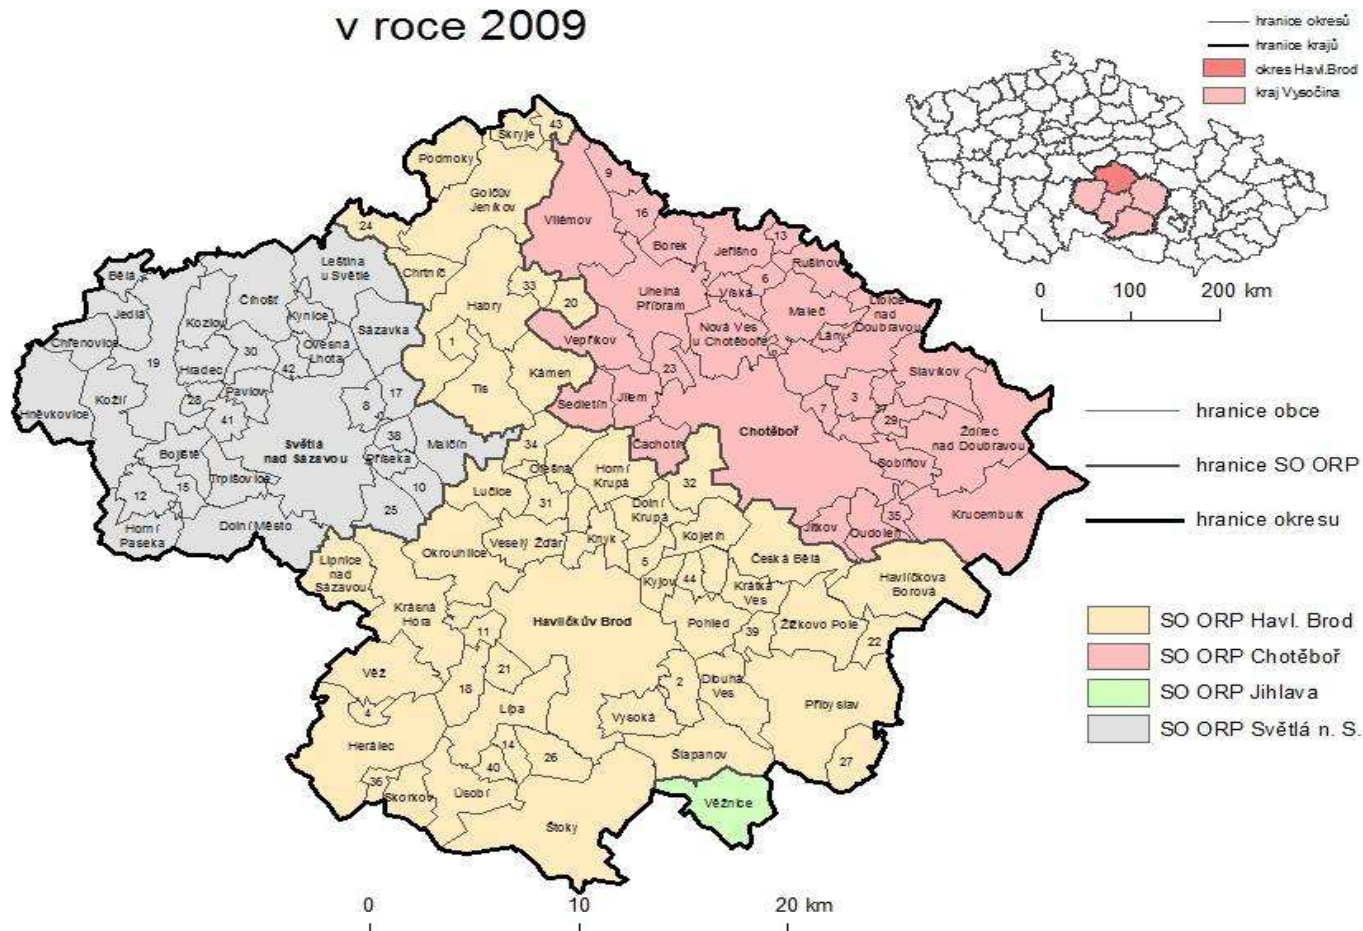 v roce 2009
hranice okresů
hranice krajů
okres Havl.Brod
kraj Vysočina
0 100 200 km
43
Skryje
Podmoky
9
Golčův
Jeníkov
16
Vilémov
24
Borek
Jeřišno
13
Rušinov
Leština
u Světlé
Chrtníč
Bělá
6
33
Uhelná
Příbram
Víska
Číhošť
20
Libice
nad
Doubravou
Habry
Jedlá
Maleč
Kynice
Kozlov
Sázavka
Nová Ves
u Chotěboře
Lány
Vepříkov
Chřenovice
1
Ovesná
Lhota
30
19
42
23
Hradec
Kámen
Slavíkov
Tis
Pavlov
17
Jilem
3
Kožlí
28
Sedletín
8
7
37
Hněvkovice
41
29
Chotěboř
38
Ždírec
nad Doubravou
Světlá
nad Sázavou
Malčín
34
Čachotín
Bojiště
Příseka
Sobíňov
Olešná
Horní
Krupá
Trpišovice
32
10
15
Lučice
12
31
25
Dolní
Krupá
35
Krucemburk
Dolní Město
Horní
Paseka
Jitkov
Oudoleň
Kojetín
Knyk
Veselý Žďár
Okrouhlice
Lipnice
nad
Sázavou
5
Česká Bělá
Kyjov
44
Havlíčkova
Borová
Krátká
Ves
Krásná
Hora
Havlíčkův Brod
Pohled
Žižkovo Pole
11
39
22
21
Věž
2
Dlouhá
Ves
18
Přibyslav
Lípa
4
Vysoká
14
Herálec
26
Šlapanov
27
40
36
Úsobí
Skorkov
Věžnice
Štoky
hranice obce
hranice SO ORP
hranice okresu
SO ORP Havl. Brod
SO ORP Chotěboř
SO ORP Jihlava
SO ORP Světlá n. S.
0 10 20 km